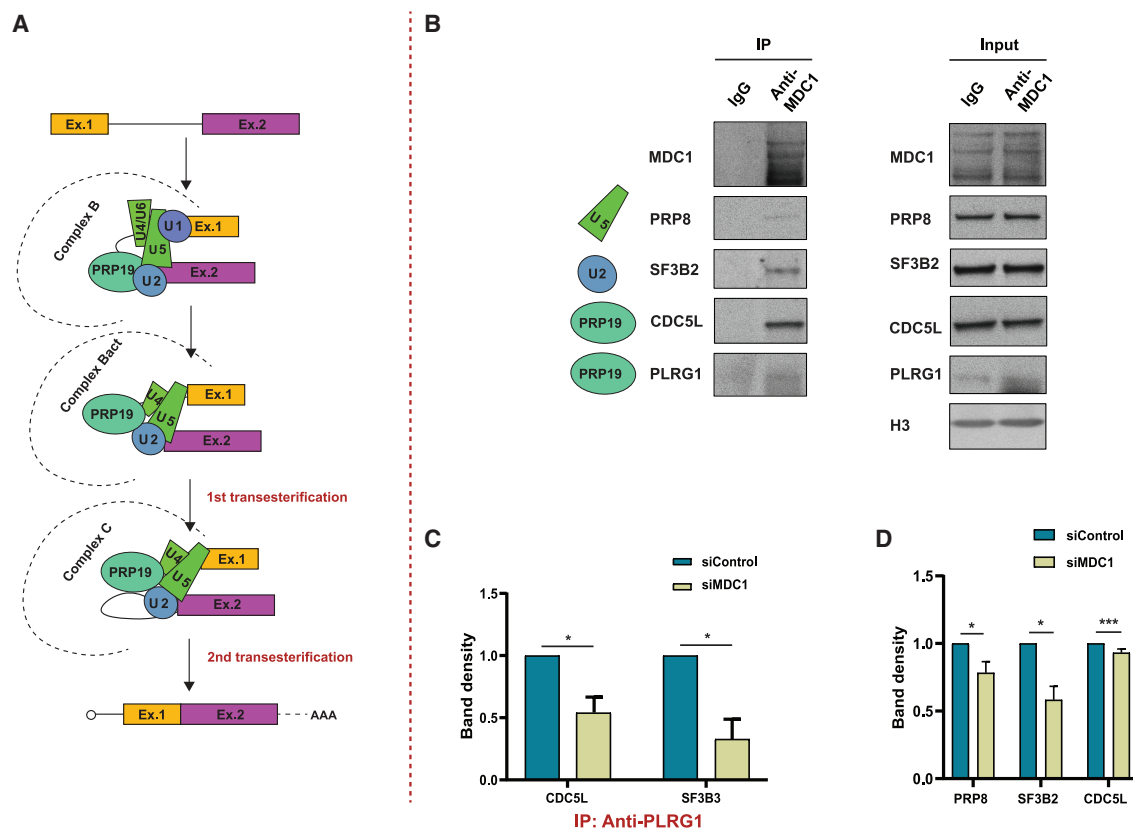 A
Ex.1
Ex.2
Complex B
U4/U6
U1
Ex.1
U5
PRP19
U2
Ex.2
Complex Bact
U4
Ex.1
PRP19
U5
U2
Ex.2
1st transesterification
Complex C
U4
Ex.1
PRP19
U5
U2
Ex.2
2nd transesterification
Ex.1
Ex.2
AAA
B
IP
IgG
Anti-
MDC1
MDC1
U5
PRP8
U2
SF3B2
PRP19
CDC5L
PRP19
PLRG1
Input
IgG
Anti-
MDC1
MDC1
PRP8
SF3B2
CDC5L
PLRG1
H3
C
siControl
siMDC1
Band density
1.5
1.0
0.5
0.0
*
*
CDC5L
SF3B3
IP: Anti-PLRG1
D
siControl
siMDC1
Band density
1.5
1.0
0.5
0.0
*
*
***
PRP8
SF3B2
CDC5L